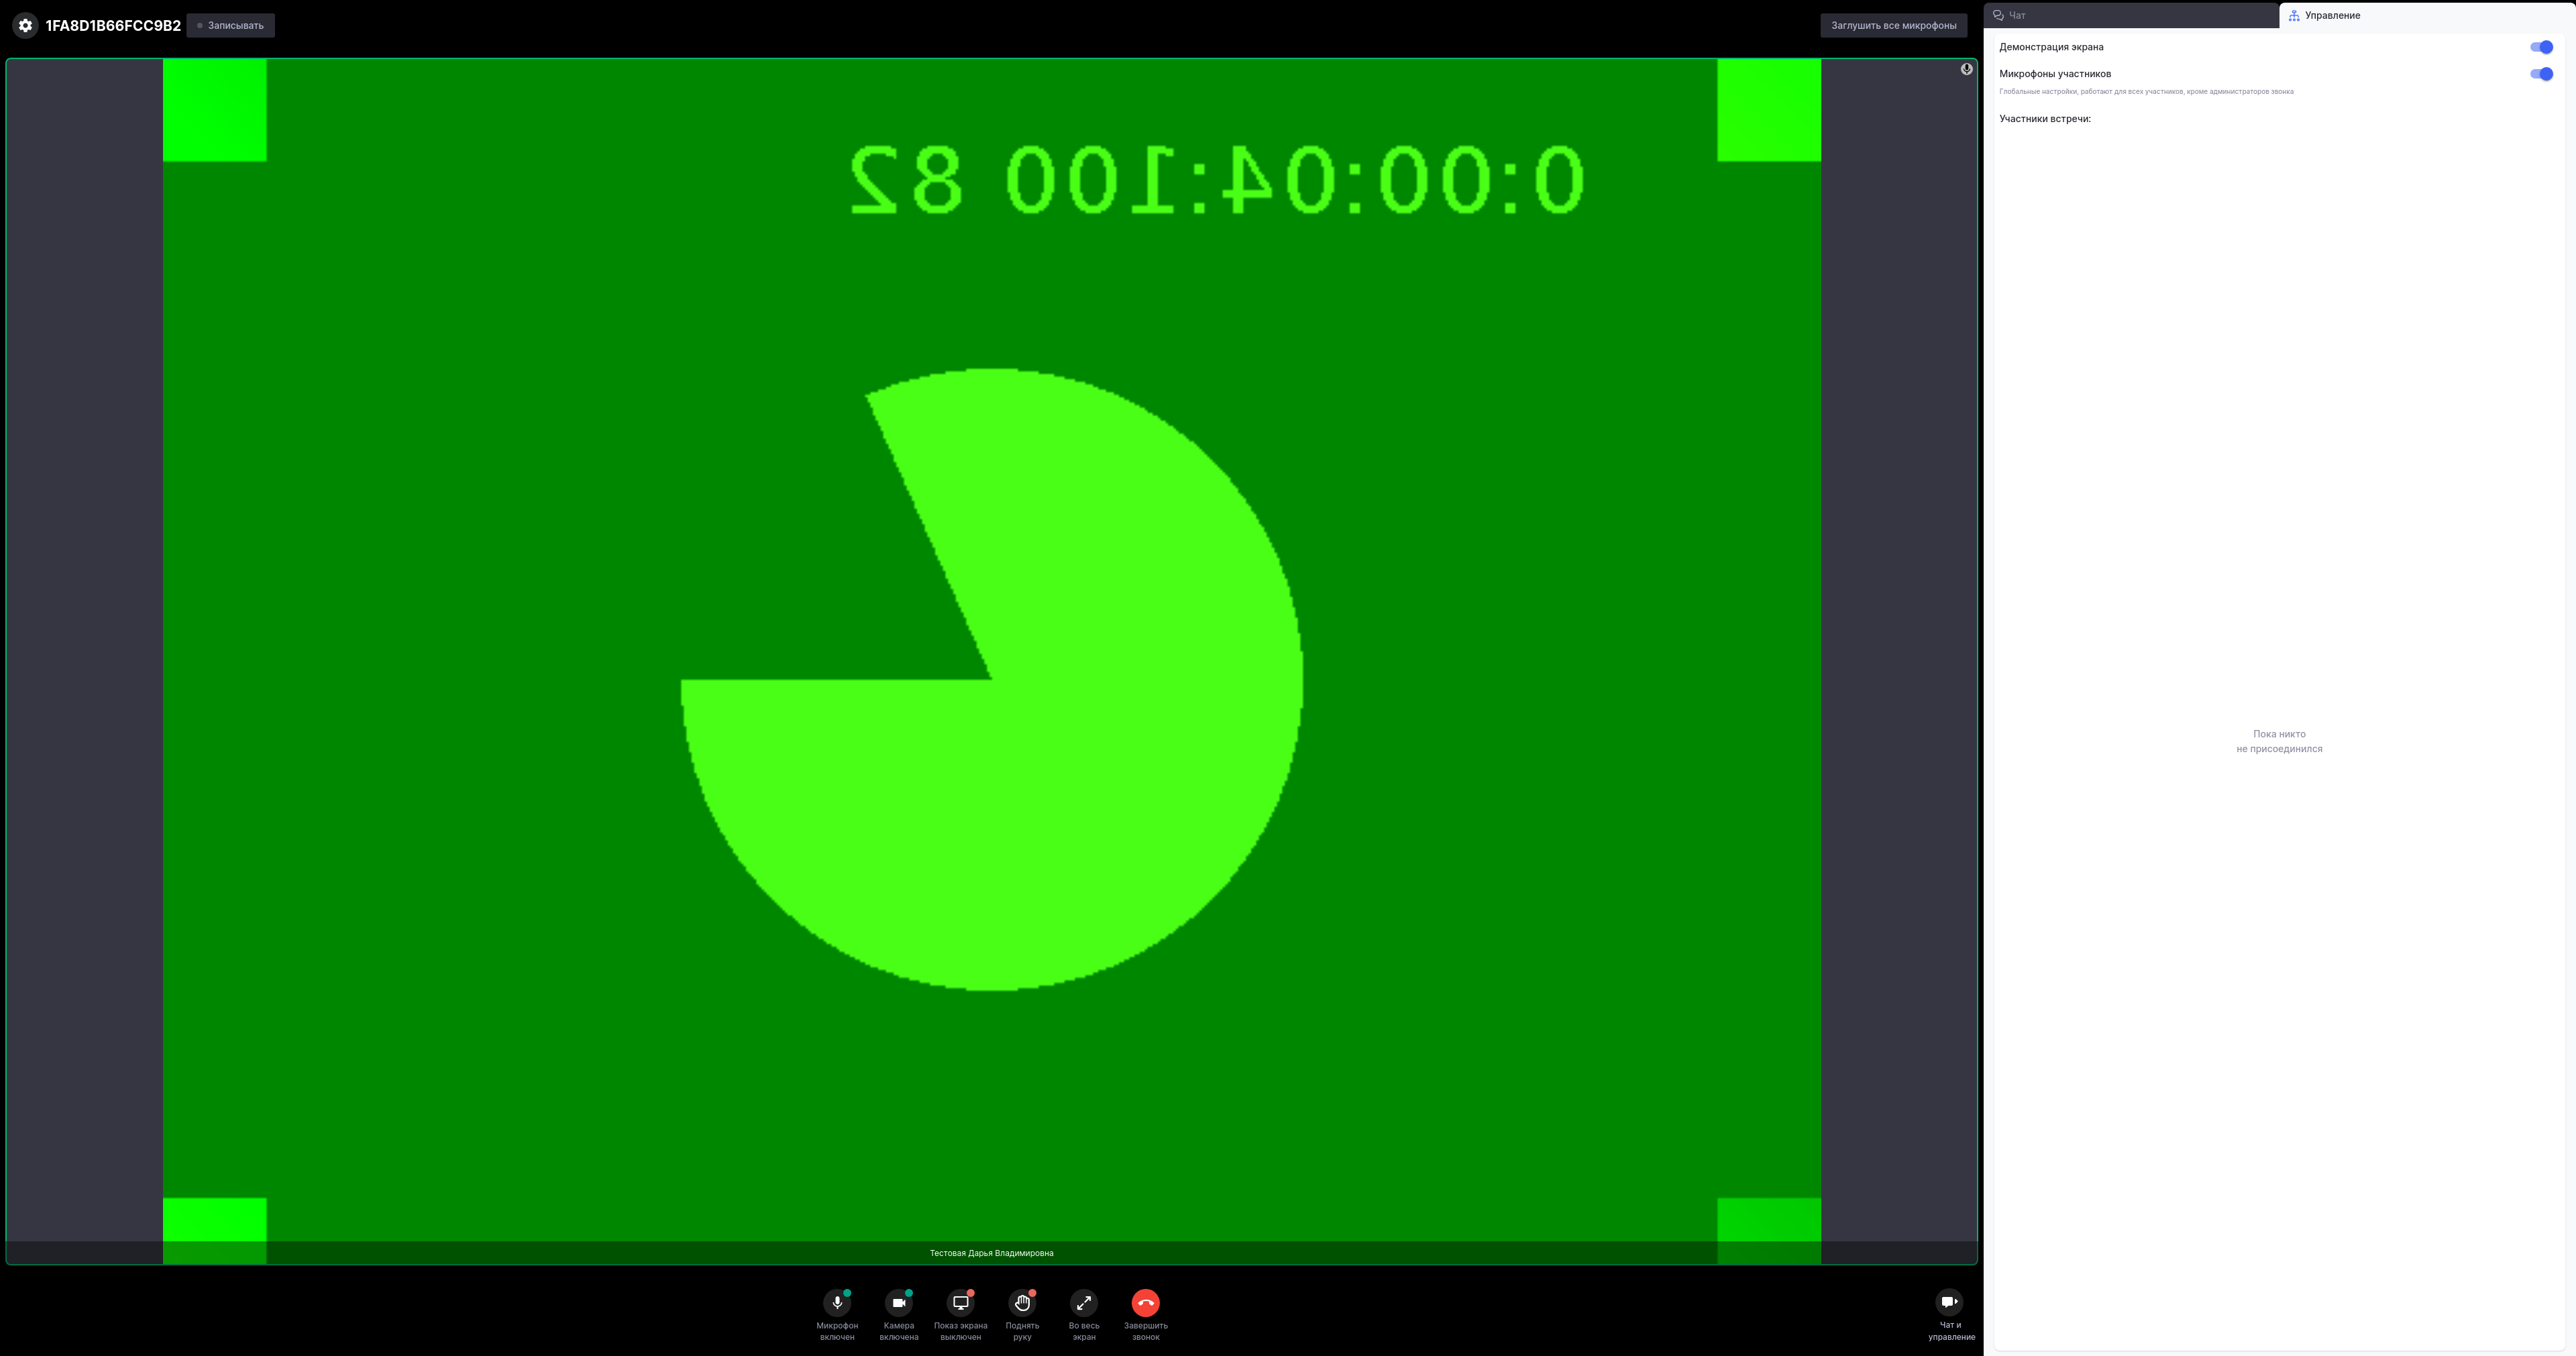 1FA8D1B66FCC9B2
Записывать
Заглушить все микрофоны
Чат
Управление
Демонстрация экрана
Микрофоны участников
Глобальные настройки, работают для всех участников, кроме администраторов звонка
Участники встречи:
0:00:04:100 82
Пока никто
не присоединился
Тестовая Дарья Владимировна
Микрофон
включен
Камера
включена
Показ экрана
выключен
Поднять
руку
Во весь
экран
Завершить
звонок
Чат и
управление